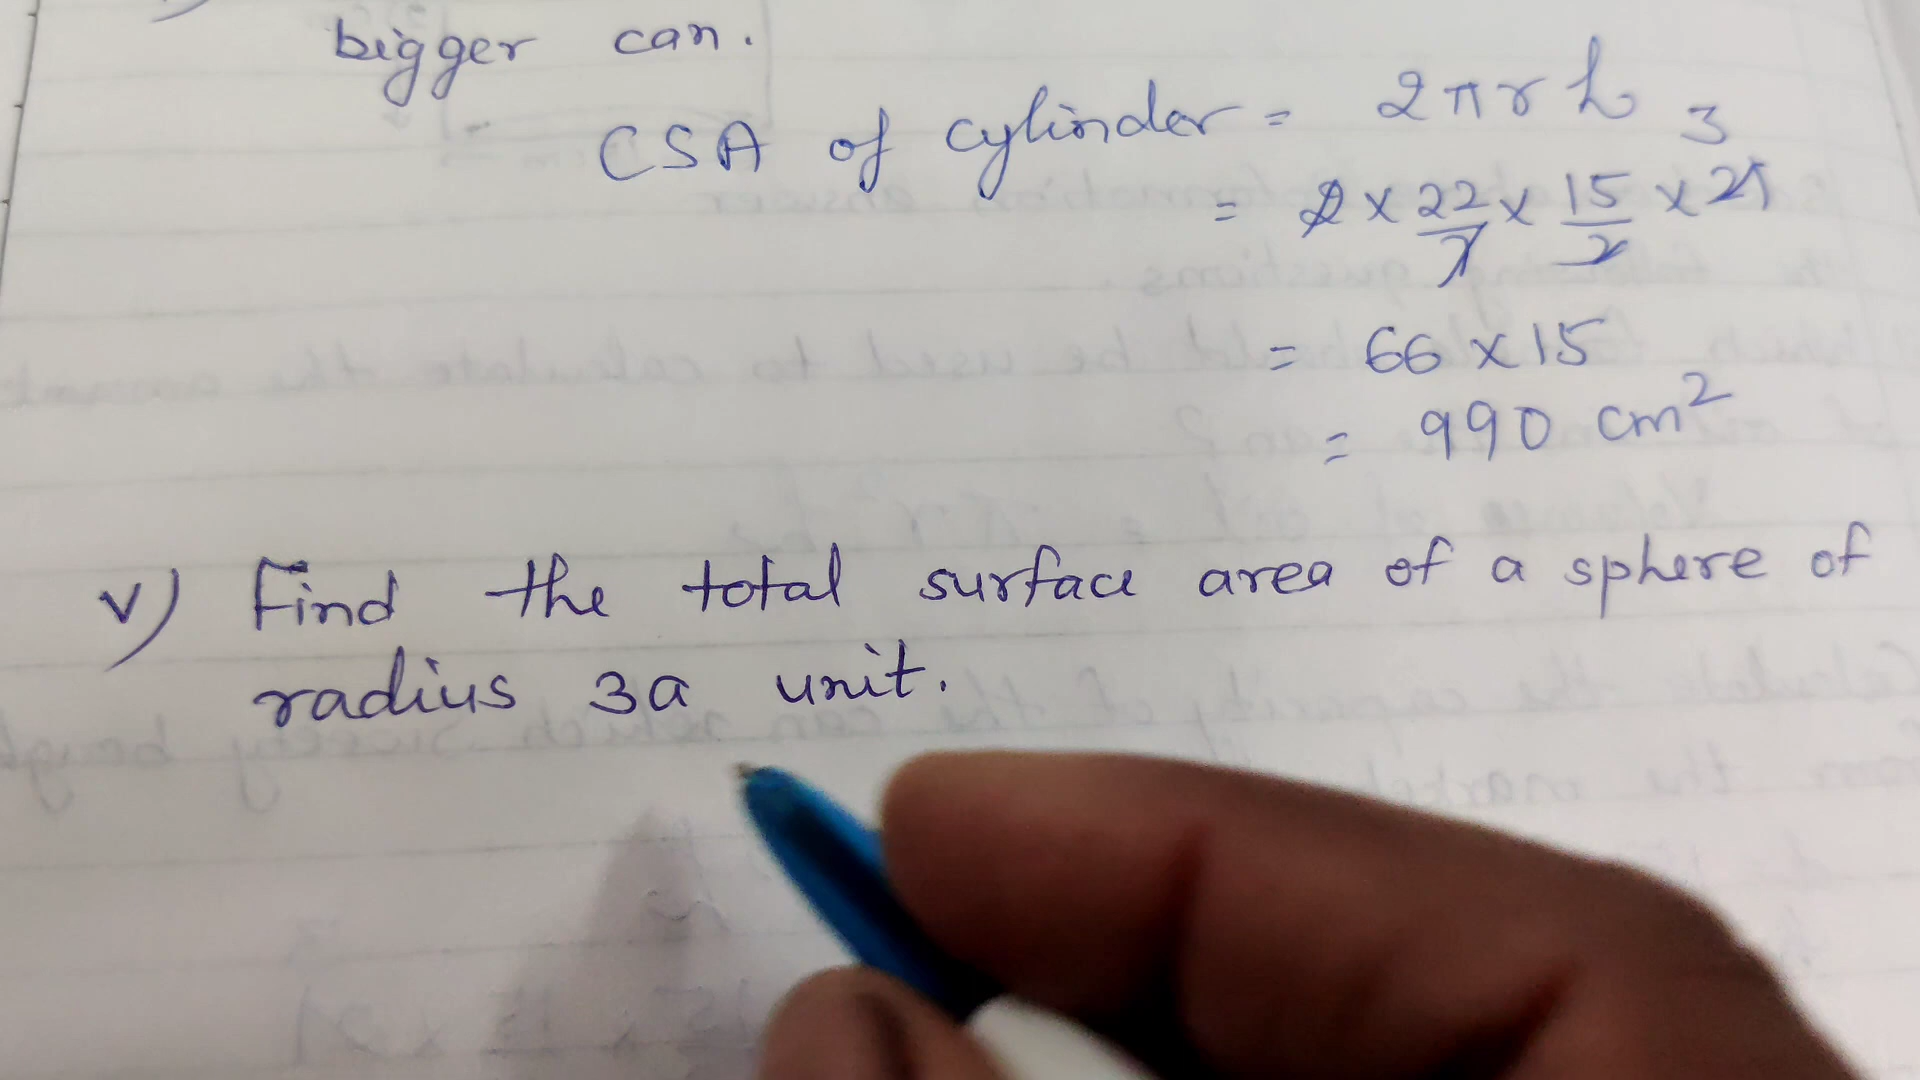 bigger can.
CSA of cylinder = 2πrh
3
= 2 × 22/7 × 15/2 × 21
= 66 × 15
= 990 cm²
v) Find the total surface area of a sphere of
radius 3a unit.